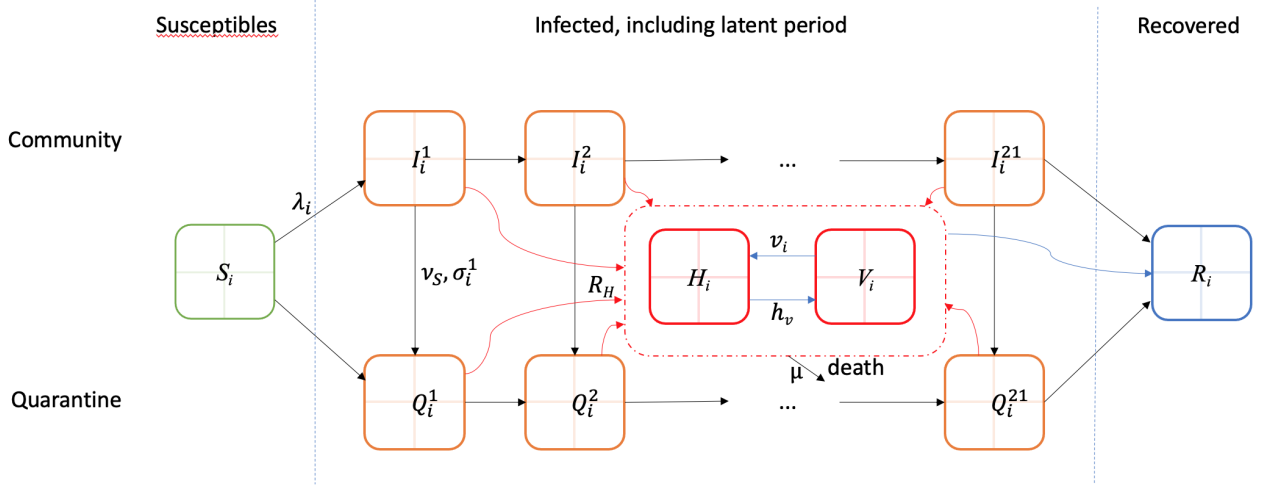 Susceptibles
Infected, including latent period
Recovered
Community
I_i^1
I_i^2
...
I_i^21
λ_i
S_i
ν_S, σ_i^1
R_H
H_i
v_i
h_v
V_i
R_i
μ
death
Quarantine
Q_i^1
Q_i^2
...
Q_i^21